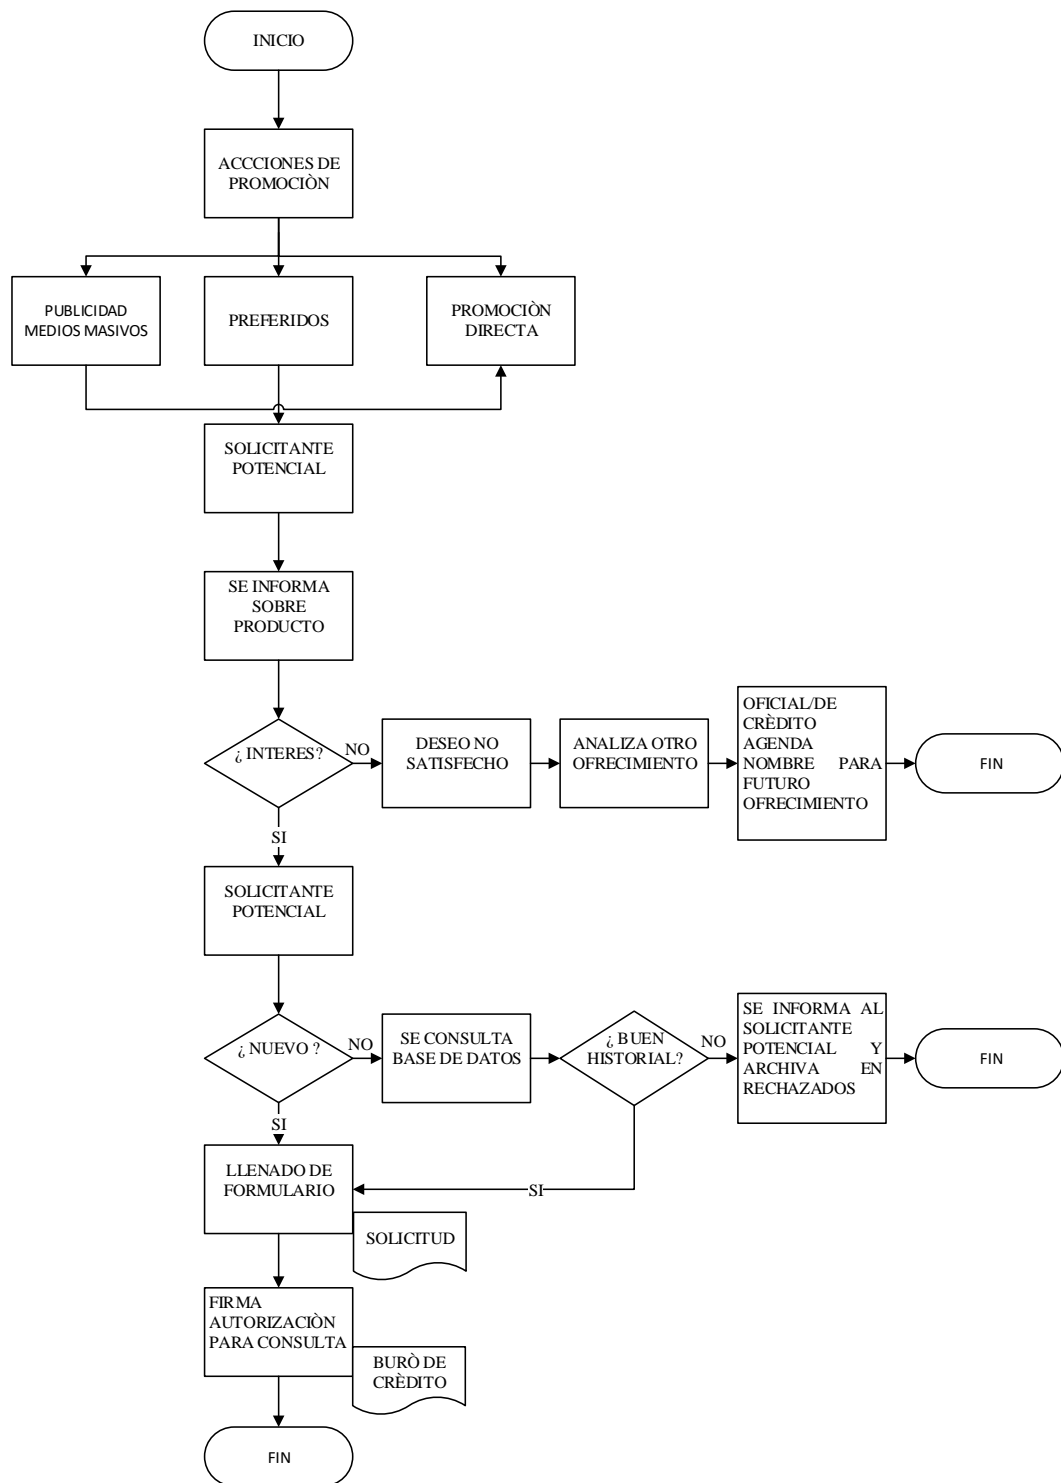 INICIO
ACCCIONES DE
PROMOCIÒN
PUBLICIDAD
MEDIOS MASIVOS
PREFERIDOS
PROMOCIÒN
DIRECTA
SOLICITANTE
POTENCIAL
SE INFORMA
SOBRE
PRODUCTO
¿ INTERES?
NO
DESEO NO
SATISFECHO
ANALIZA OTRO
OFRECIMIENTO
OFICIAL/DE
CRÈDITO
AGENDA
NOMBRE PARA
FUTURO
OFRECIMIENTO
FIN
SI
SOLICITANTE
POTENCIAL
¿ NUEVO ?
NO
SE CONSULTA
BASE DE DATOS
¿ BUEN
HISTORIAL?
NO
SE INFORMA AL
SOLICITANTE
POTENCIAL Y
ARCHIVA EN
RECHAZADOS
FIN
SI
LLENADO DE
FORMULARIO
SI
SOLICITUD
FIRMA
AUTORIZACIÒN
PARA CONSULTA
BURÒ DE
CRÈDITO
FIN